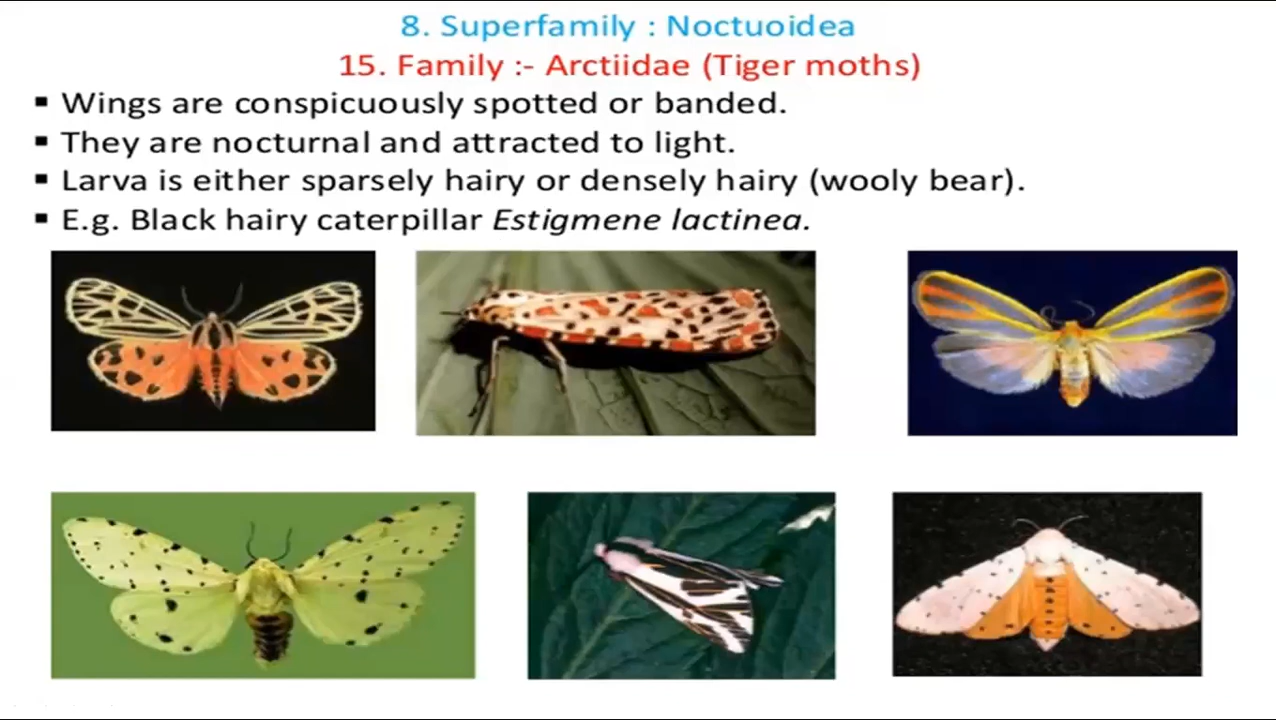 8. Superfamily : Noctuoidea
15. Family :- Arctiidae (Tiger moths)
▪ Wings are conspicuously spotted or banded.
▪ They are nocturnal and attracted to light.
▪ Larva is either sparsely hairy or densely hairy (wooly bear).
▪ E.g. Black hairy caterpillar Estigmene lactinea.